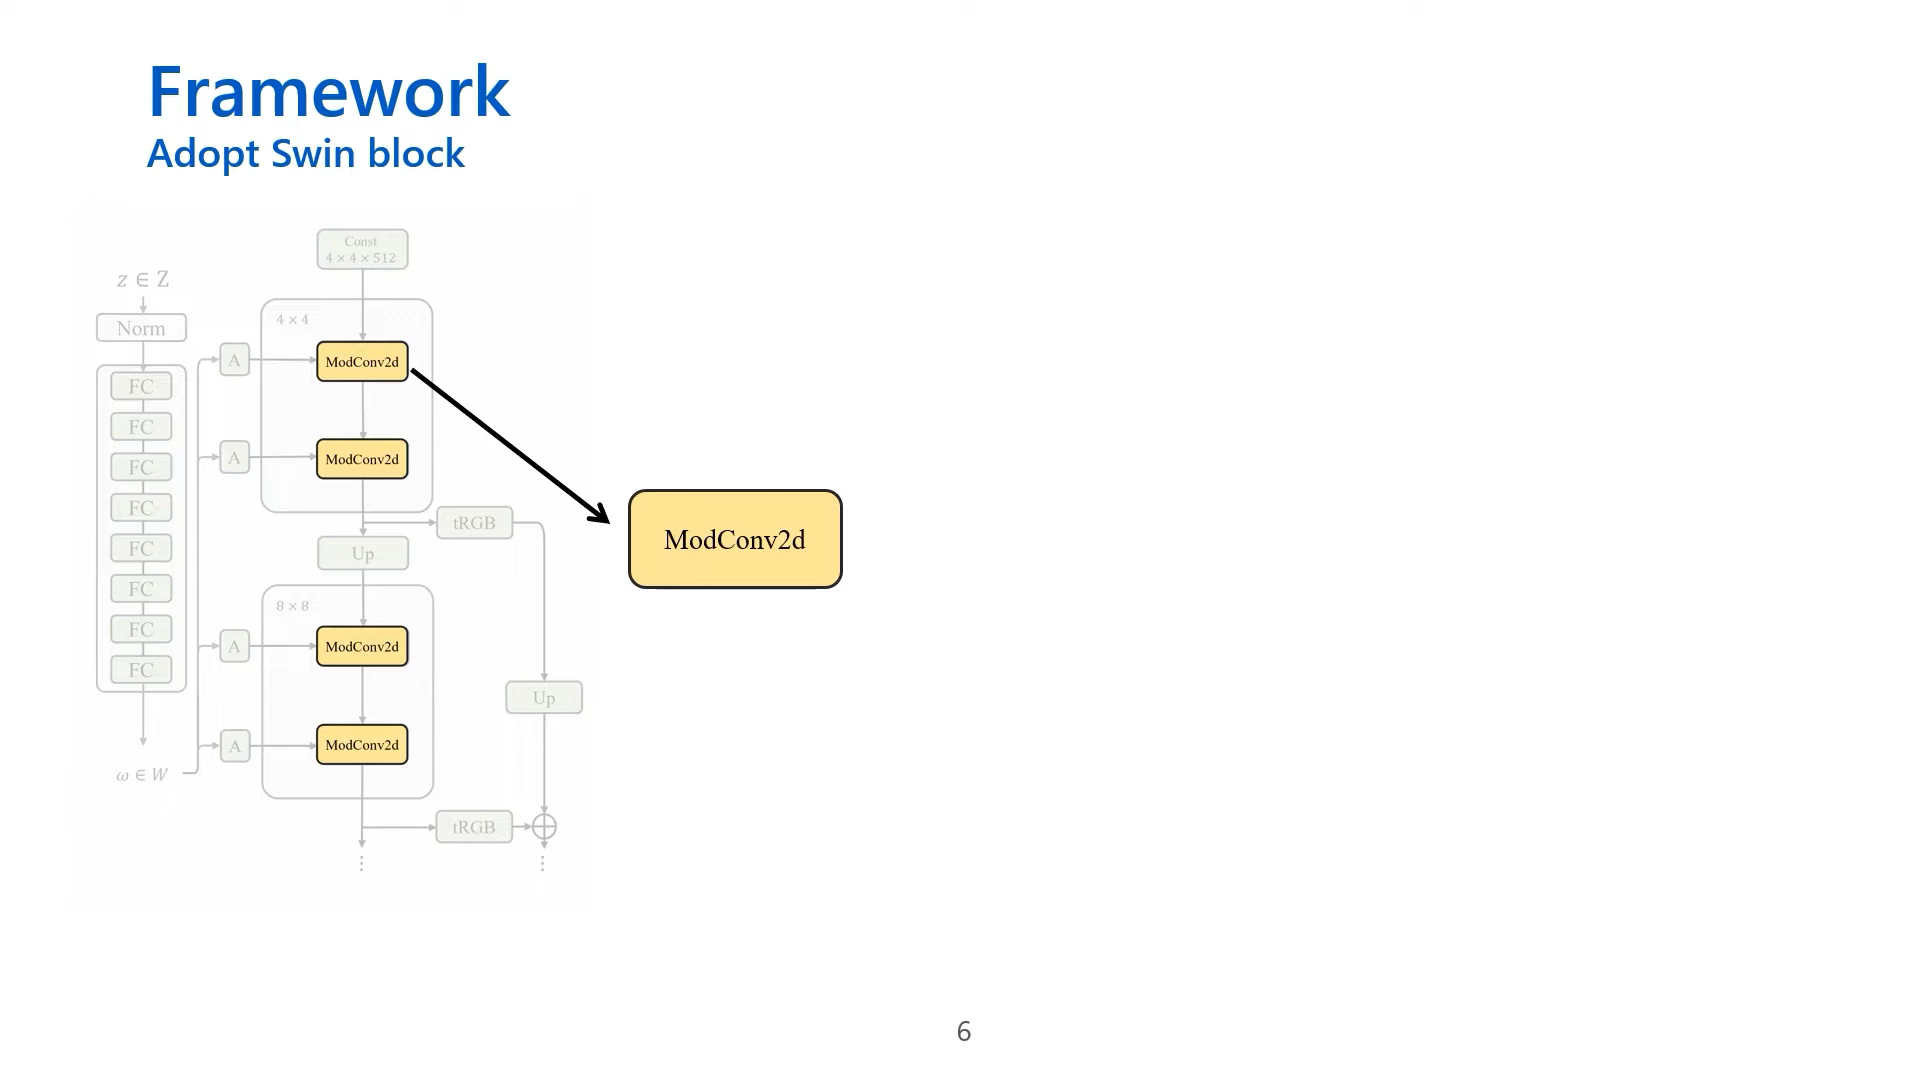 Framework
Adopt Swin block
Const
4 × 4 × 512
z ∈ Z
Norm
4 × 4
A
ModConv2d
FC
FC
A
ModConv2d
FC
FC
tRGB
ModConv2d
FC
Up
FC
8 × 8
FC
A
ModConv2d
FC
Up
A
ModConv2d
ω ∈ W
tRGB
6